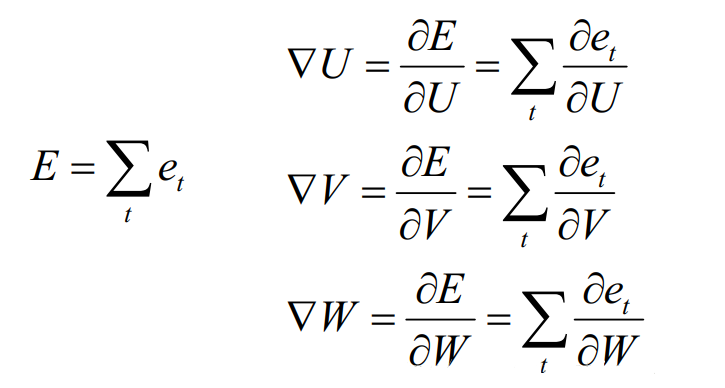 ∇U = ∂E/∂U = ∑_t ∂e_t/∂U
E = ∑_t e_t
∇V = ∂E/∂V = ∑_t ∂e_t/∂V
∇W = ∂E/∂W = ∑_t ∂e_t/∂W